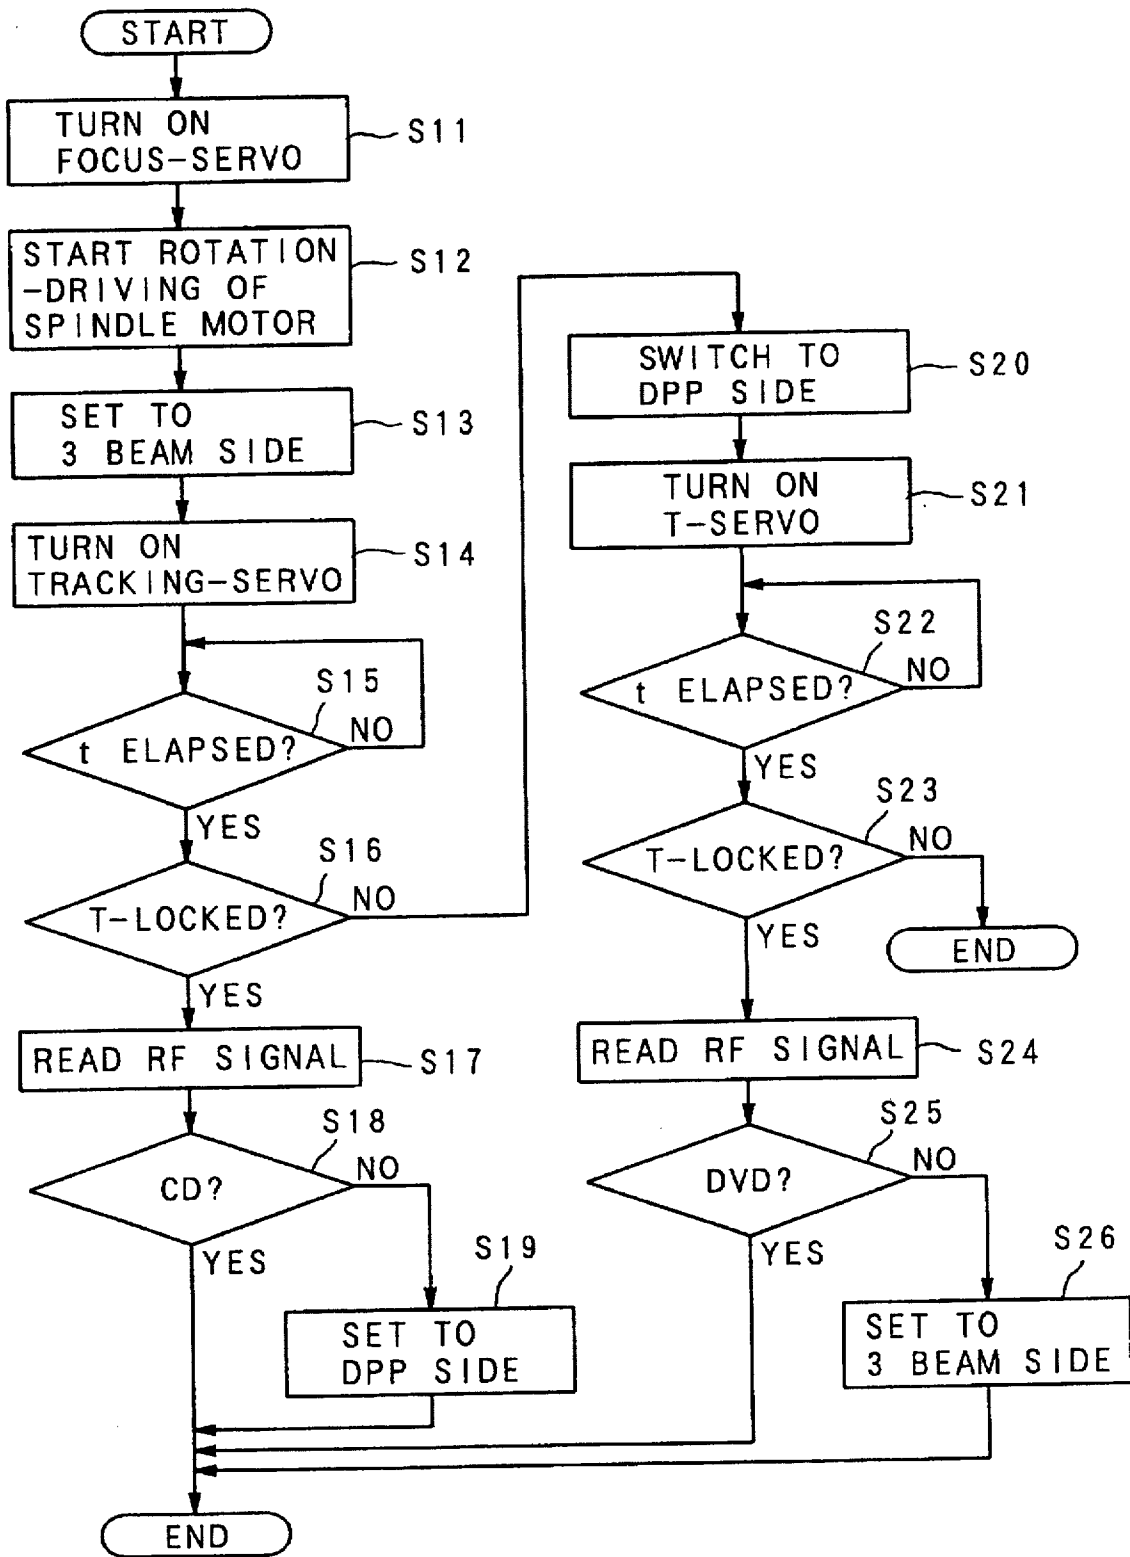 START
TURN ON
FOCUS-SERVO
S11
START ROTATION
-DRIVING OF
SPINDLE MOTOR
S12
SET TO
3 BEAM SIDE
S13
TURN ON
TRACKING-SERVO
S14
S15
t ELAPSED?
NO
YES
S16
T-LOCKED?
NO
YES
READ RF SIGNAL
S17
S18
CD?
NO
YES
S19
SET TO
DPP SIDE
END
SWITCH TO
DPP SIDE
S20
TURN ON
T-SERVO
S21
S22
t ELAPSED?
NO
YES
S23
T-LOCKED?
NO
YES
END
READ RF SIGNAL
S24
S25
DVD?
NO
YES
S26
SET TO
3 BEAM SIDE